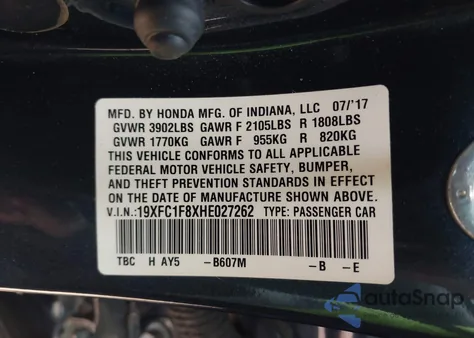 MFD. BY HONDA MFG. OF INDIANA, LLC 07/'17
GVWR 3902LBS GAWR F 2105LBS R 1808LBS
GVWR 1770KG GAWR F 955KG R 820KG
THIS VEHICLE CONFORMS TO ALL APPLICABLE
FEDERAL MOTOR VEHICLE SAFETY, BUMPER,
AND THEFT PREVENTION STANDARDS IN EFFECT
ON THE DATE OF MANUFACTURE SHOWN ABOVE.
V.I.N.:19XFC1F8XHE027262 TYPE: PASSENGER CAR
TBC H AY5 –B607M –B –E
autoSnap